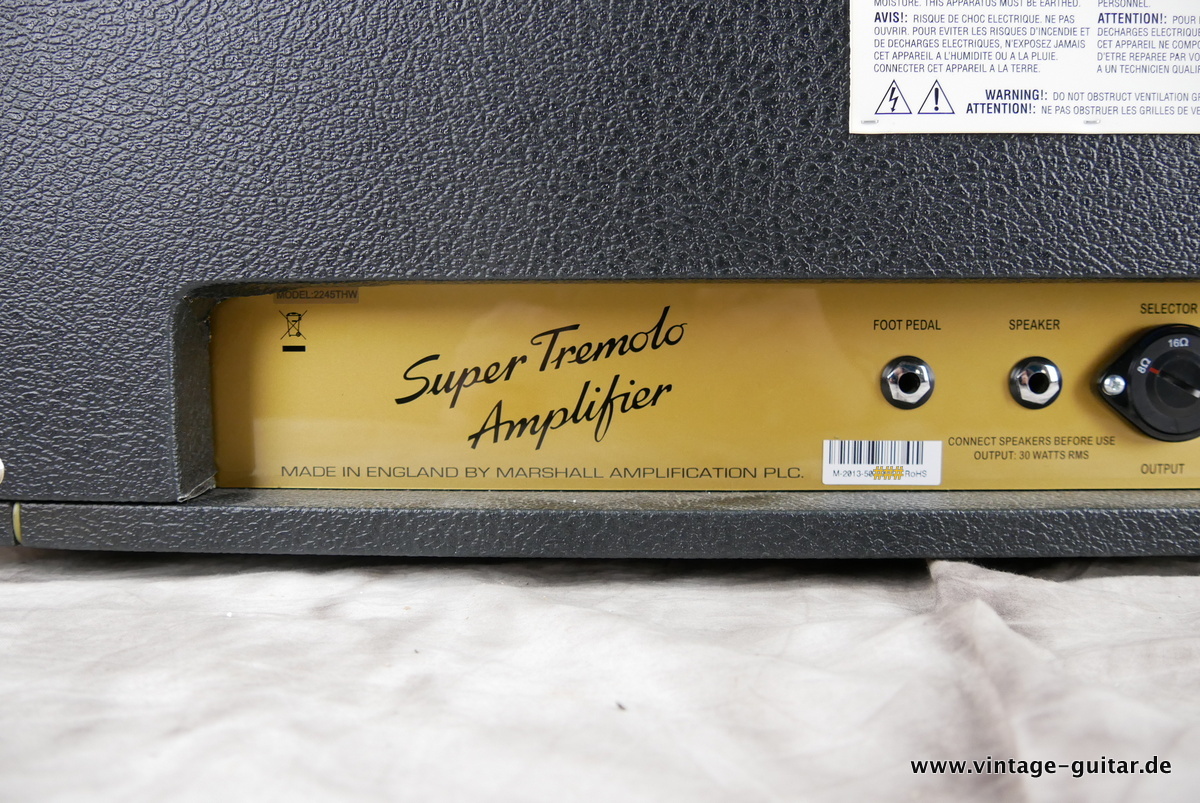 MOISTURE. THIS APPARATUS MUST BE EARTHED.
AVIS!: RISQUE DE CHOC ELECTRIQUE. NE PAS
OUVRIR. POUR EVITER LES RISQUES D'INCENDIE ET
DE DECHARGES ELECTRIQUES, N'EXPOSEZ JAMAIS
CET APPAREIL A L'HUMIDITE OU A LA PLUIE.
CONNECTER CET APPAREIL A LA TERRE.
PERSONNEL.
ATTENTION!: POUR
DECHARGES ELECTRIQUE
CET APPAREIL NE COMP
D'ETRE REPAREE PAR VO
A UN TECHNICIEN QUALIF
WARNING!: DO NOT OBSTRUCT VENTILATION GR
ATTENTION!: NE PAS OBSTRUER LES GRILLES DE VE
MODEL:2245THW
Super Tremolo
Amplifier
MADE IN ENGLAND BY MARSHALL AMPLIFICATION PLC.
FOOT PEDAL
SPEAKER
SELECTOR
16Ω
8Ω
M-2013-50###RoHS
CONNECT SPEAKERS BEFORE USE
OUTPUT: 30 WATTS RMS
OUTPUT
www.vintage-guitar.de